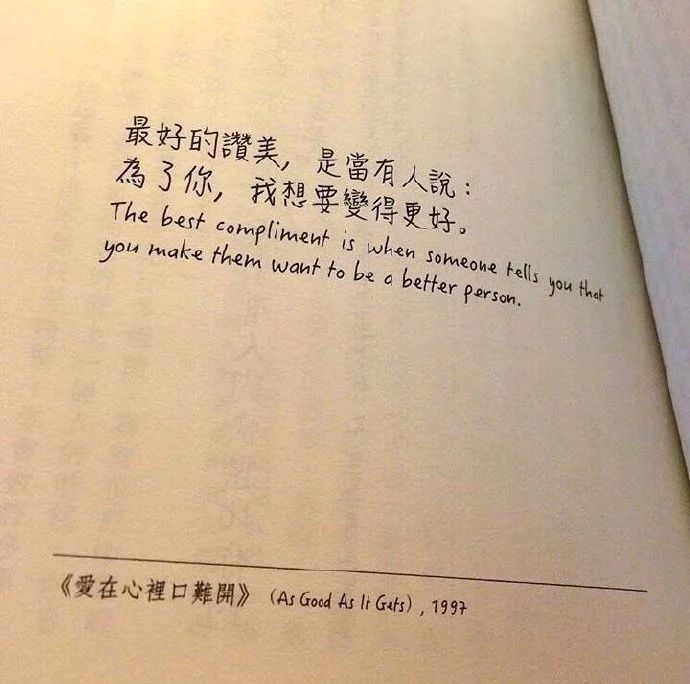 最好的讚美，是當有人說：
為了你，我想要變得更好。
The best compliment is when someone tells you that
you make them want to be a better person.
《愛在心裡口難開》 (As Good As It Gets), 1997